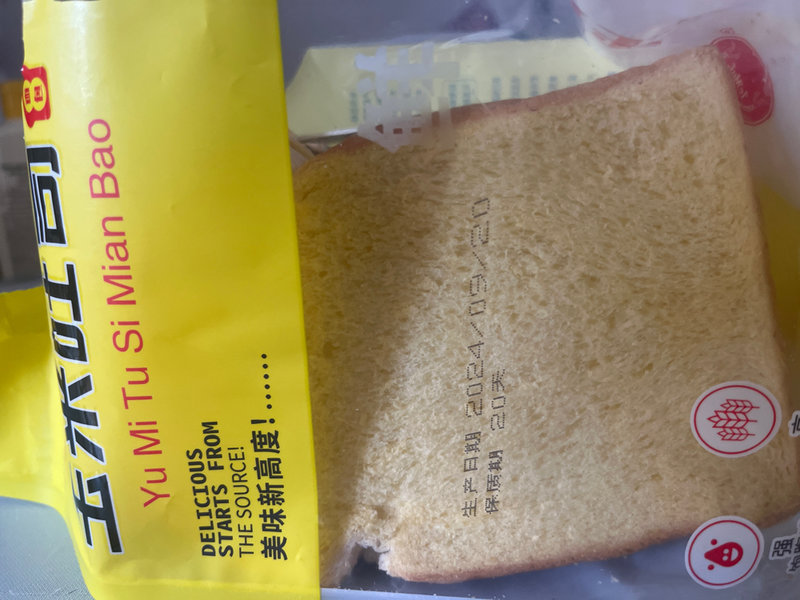 玉米吐司
Yu Mi Tu Si Mian Bao
DELICIOUS
STARTS FROM
THE SOURCE!
美味新高度!......
生产日期 2024/09/20
保质期 20天
强